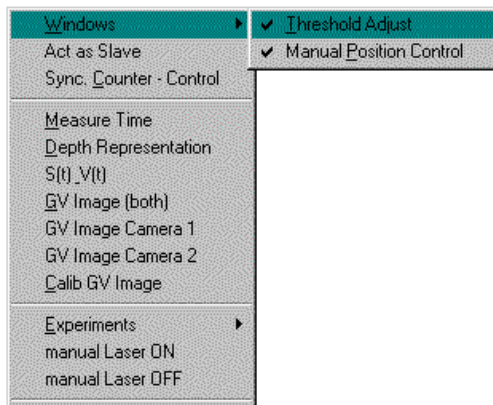 Windows
Threshold Adjust
Act as Slave
Manual Position Control
Sync. Counter - Control
Measure Time
Depth Representation
S(t)_V(t)
GV Image (both)
GV Image Camera 1
GV Image Camera 2
Calib GV Image
Experiments
manual Laser ON
manual Laser OFF